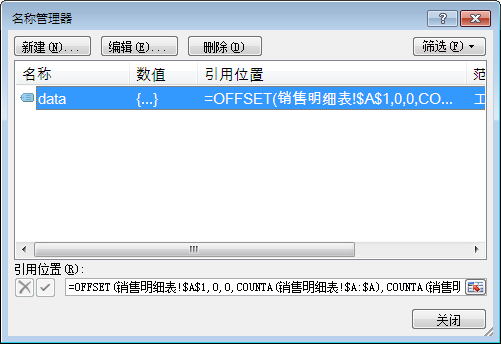 名称管理器
新建(N)... 编辑(E)... 删除(D) 筛选(F)
名称 数值 引用位置 范
data {...} =OFFSET(销售明细表!$A$1,0,0,CO... 工
引用位置(R):
=OFFSET(销售明细表!$A$1,0,0,COUNTA(销售明细表!$A:$A),COUNTA(销售明
关闭